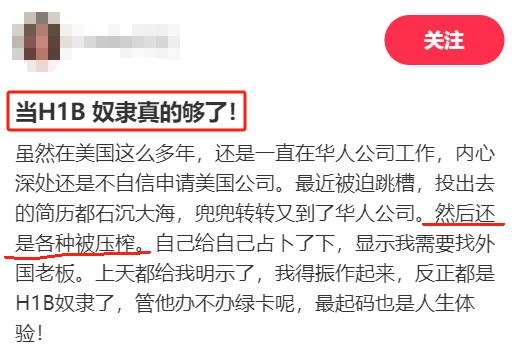 关注
当H1B 奴隶真的够了！
虽然在美国这么多年，还是一直在华人公司工作，内心
深处还是不自信申请美国公司。最近被迫跳槽，投出去
的简历都石沉大海，兜兜转转又到了华人公司。然后还
是各种被压榨。自己给自己占卜了下，显示我需要找外
国老板。上天都给我明示了，我得振作起来，反正都是
H1B奴隶了，管他办不办绿卡呢，最起码也是人生体
验！